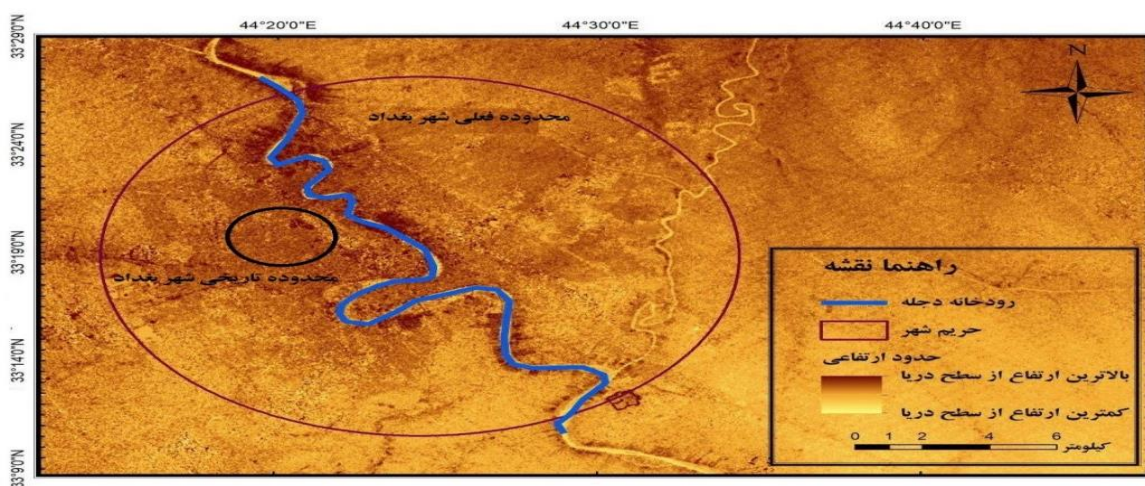 44°20'0"E
44°30'0"E
44°40'0"E
33°29'0"N
33°24'0"N
33°19'0"N
33°14'0"N
33°9'0"N
N
محدوده فعلی شهر بغداد
محدوده تاریخی شهر بغداد
راهنما نقشه
رودخانه دجله
حریم شهر
حدود ارتفاعی
بالاترین ارتفاع از سطح دریا
کمترین ارتفاع از سطح دریا
0 1 2 4 6
کیلومتر